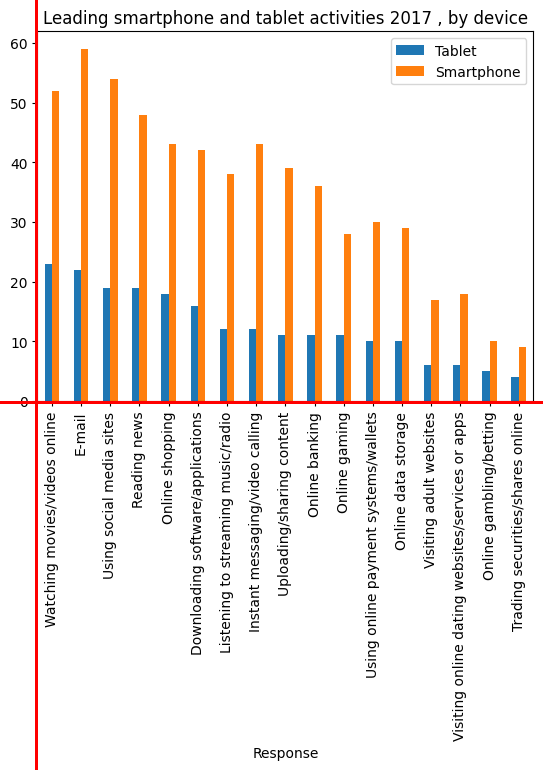 Leading smartphone and tablet activities 2017 , by device
Tablet
Smartphone
60
50
40
30
20
10
0
Watching movies/videos online
E-mail
Using social media sites
Reading news
Online shopping
Downloading software/applications
Listening to streaming music/radio
Instant messaging/video calling
Uploading/sharing content
Online banking
Online gaming
Using online payment systems/wallets
Online data storage
Visiting adult websites
Visiting online dating websites/services or apps
Online gambling/betting
Trading securities/shares online
Response